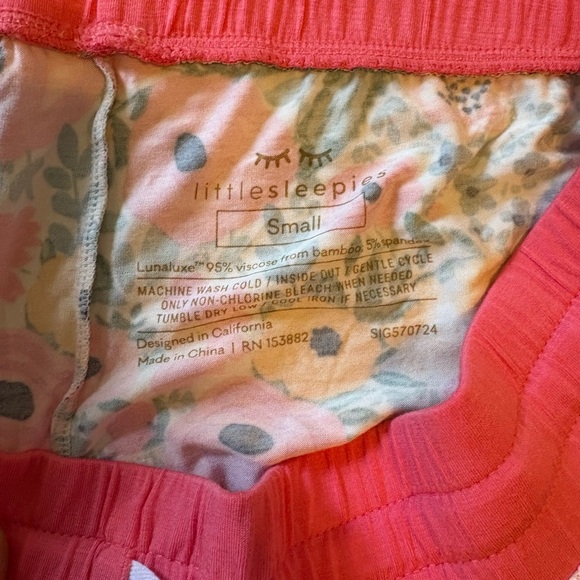 littlesleepies
Small
Lunaluxe™ 95% viscose from bamboo, 5% spandex
MACHINE WASH COLD / INSIDE OUT / GENTLE CYCLE
ONLY NON-CHLORINE BLEACH WHEN NEEDED
TUMBLE DRY LOW / COOL IRON IF NECESSARY
Designed in California
Made in China | RN 153882
SIG570724